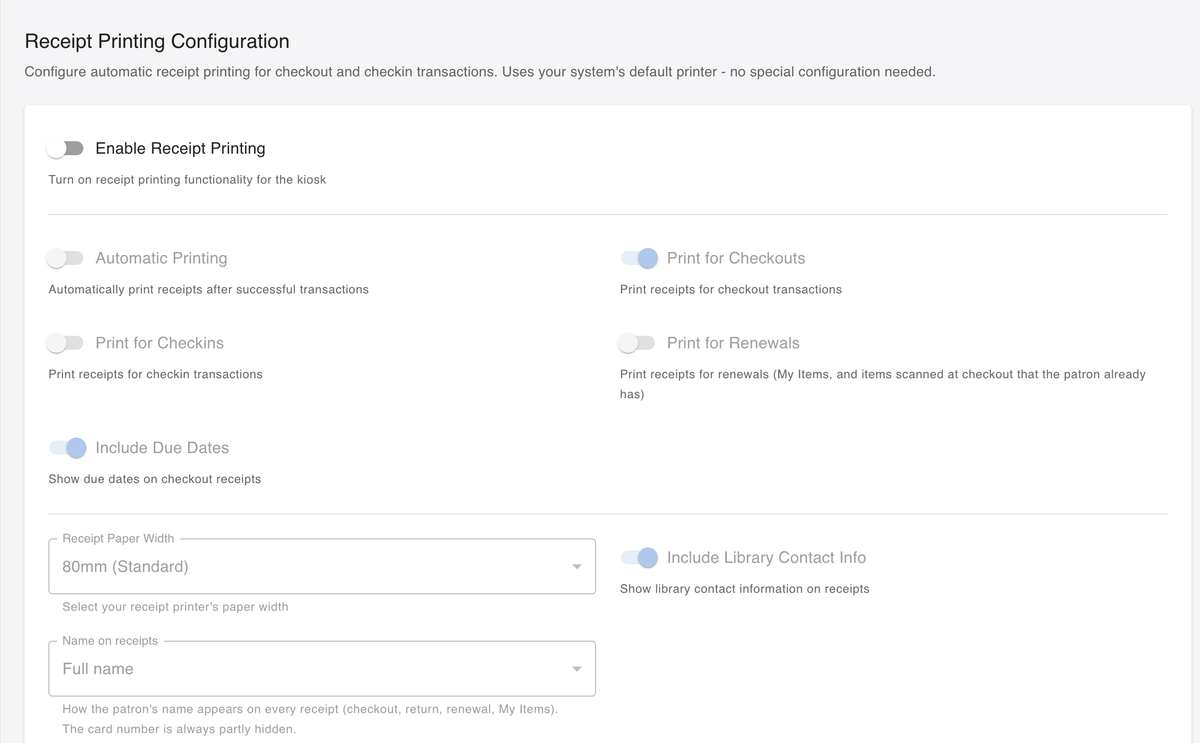 Receipt Printing Configuration
Configure automatic receipt printing for checkout and checkin transactions. Uses your system's default printer - no special configuration needed.
Enable Receipt Printing
Turn on receipt printing functionality for the kiosk
Automatic Printing
Automatically print receipts after successful transactions
Print for Checkouts
Print receipts for checkout transactions
Print for Checkins
Print receipts for checkin transactions
Print for Renewals
Print receipts for renewals (My Items, and items scanned at checkout that the patron already
has)
Include Due Dates
Show due dates on checkout receipts
Receipt Paper Width
80mm (Standard)
Select your receipt printer's paper width
Include Library Contact Info
Show library contact information on receipts
Name on receipts
Full name
How the patron's name appears on every receipt (checkout, return, renewal, My Items).
The card number is always partly hidden.